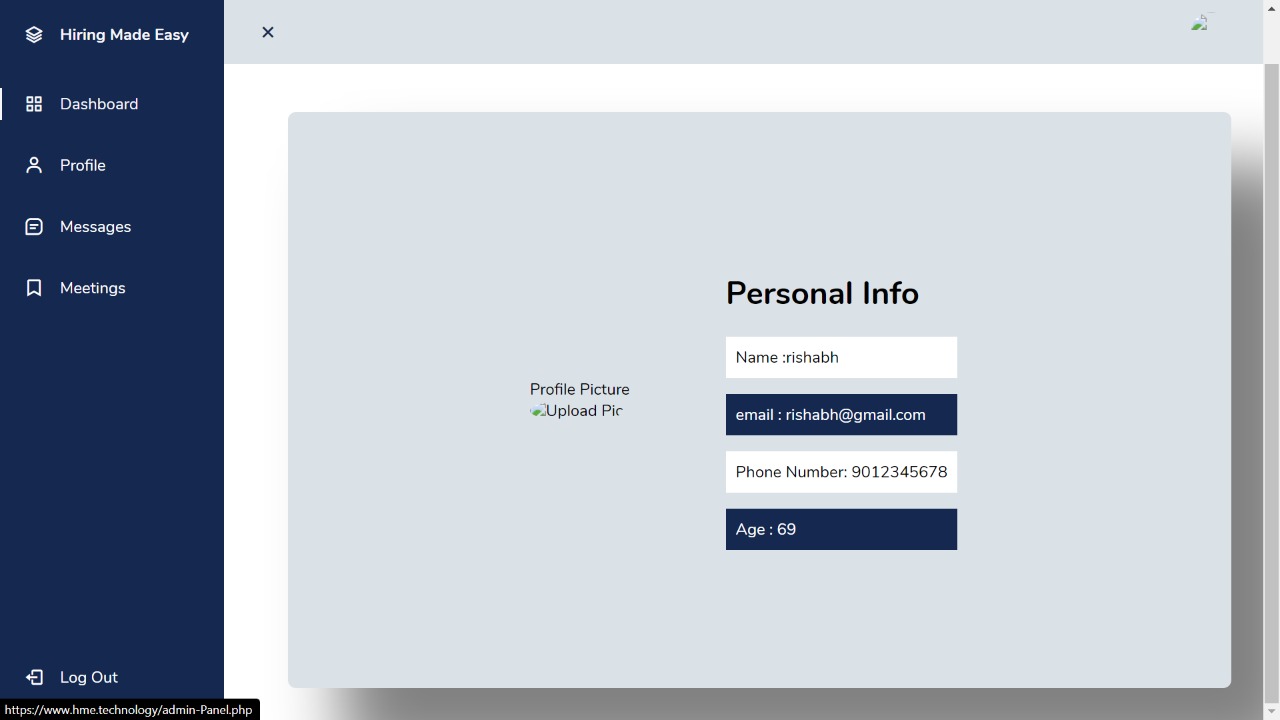 Hiring Made Easy
Dashboard
Profile
Messages
Meetings
Log Out
Personal Info
Name :rishabh
email : rishabh@gmail.com
Phone Number: 9012345678
Age : 69
Profile Picture
Upload Pic
https://www.hme.technology/admin-Panel.php